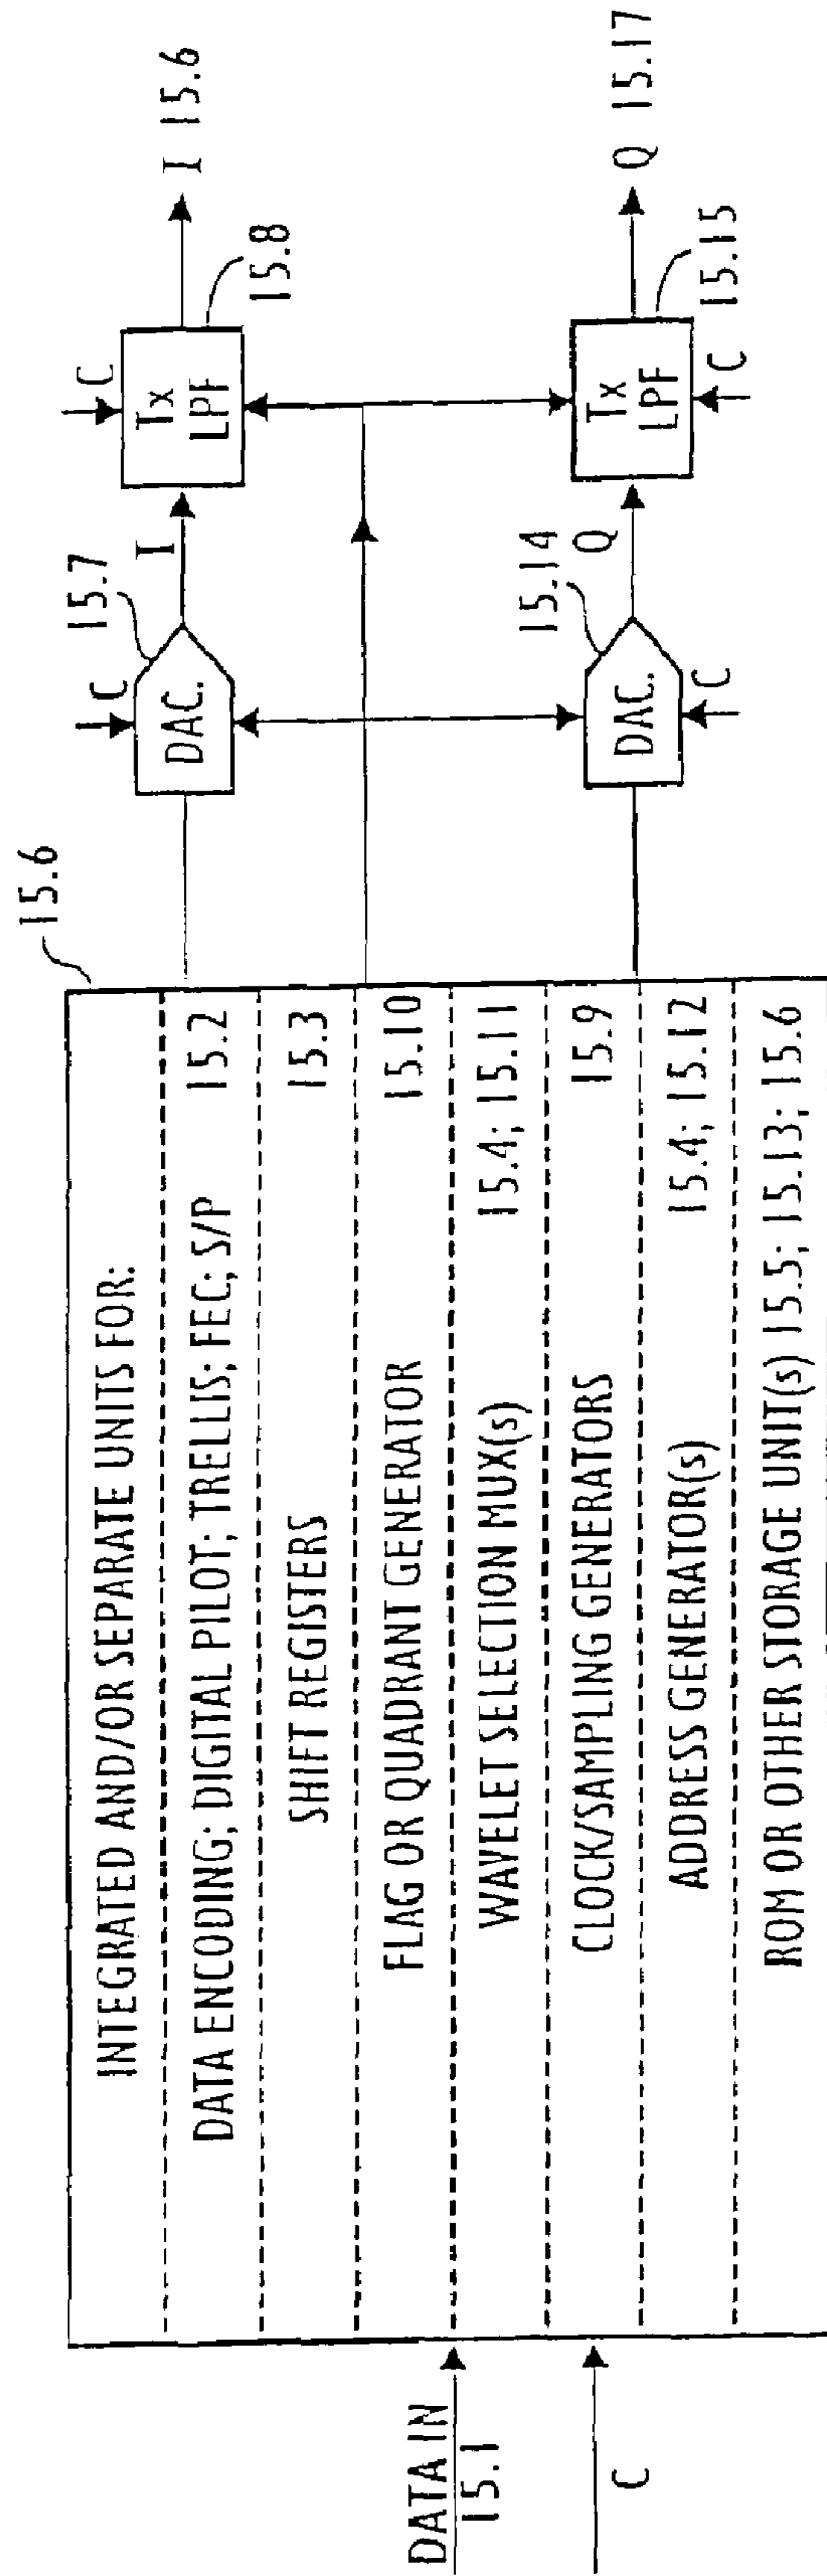 DATA IN
15.1
C
15.6
INTEGRATED AND/OR SEPARATE UNITS FOR:
DATA ENCODING; DIGITAL PILOT; TRELLIS; FEC; S/P 15.2
SHIFT REGISTERS 15.3
FLAG OR QUADRANT GENERATOR 15.10
WAVELET SELECTION MUX(s) 15.4; 15.11
CLOCK/SAMPLING GENERATORS 15.9
ADDRESS GENERATOR(s) 15.4; 15.12
ROM OR OTHER STORAGE UNIT(s) 15.5; 15.13; 15.6
C
15.7
DAC.
I
C
Tx
LPF
15.8
I 15.6
15.14
DAC.
C
Q
Tx
LPF
C
15.15
Q 15.17